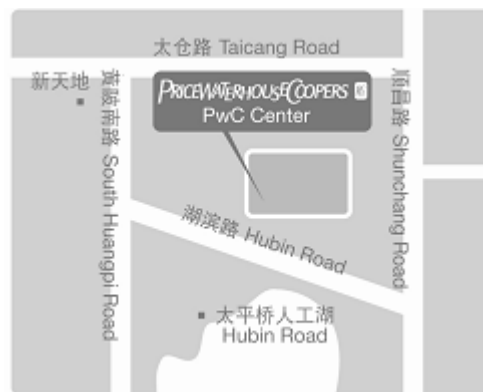 太仓路 Taicang Road
新天地
黄陂南路 South Huangpi Road
PRICEWATERHOUSECOOPERS
PwC Center
顺昌路 Shunchang Road
湖滨路 Hubin Road
太平桥人工湖
Hubin Road